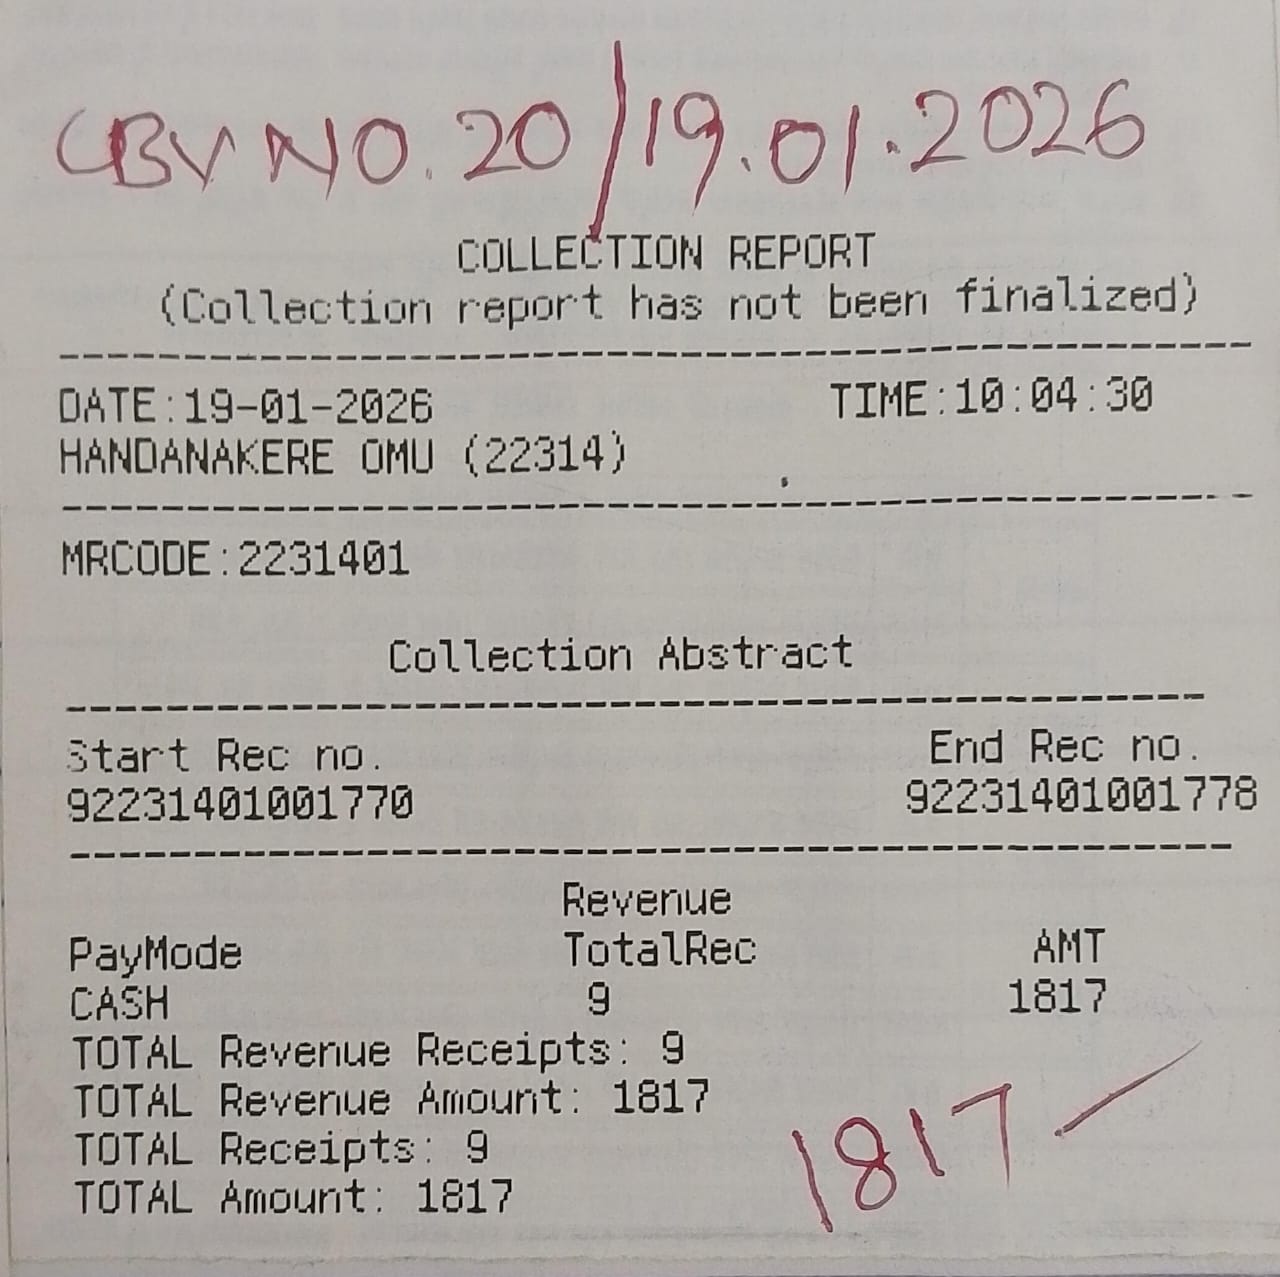 CBV NO. 20/19.01.2026
COLLECTION REPORT
(Collection report has not been finalized)
DATE:19-01-2026 TIME:10:04:30
HANDANAKERE OMU (22314)
MRCODE:2231401
Collection Abstract
Start Rec no. End Rec no.
92231401001770 92231401001778
Revenue
PayMode TotalRec AMT
CASH 9 1817
TOTAL Revenue Receipts: 9
TOTAL Revenue Amount: 1817
TOTAL Receipts: 9
TOTAL Amount: 1817
1817 —